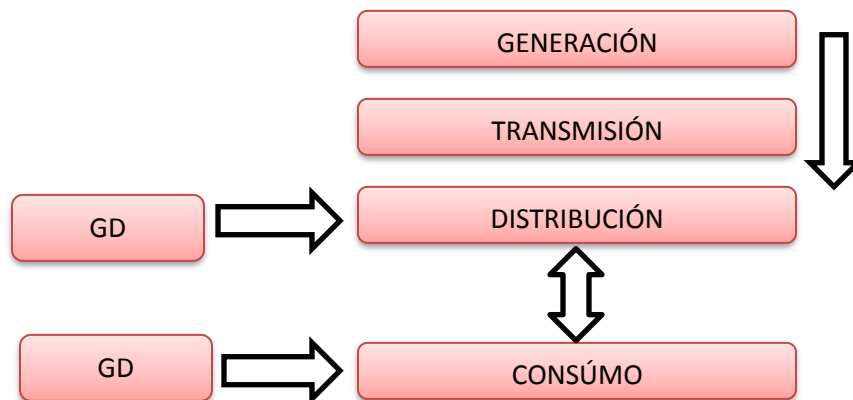 GENERACIÓN
TRANSMISIÓN
GD
DISTRIBUCIÓN
GD
CONSÚMO